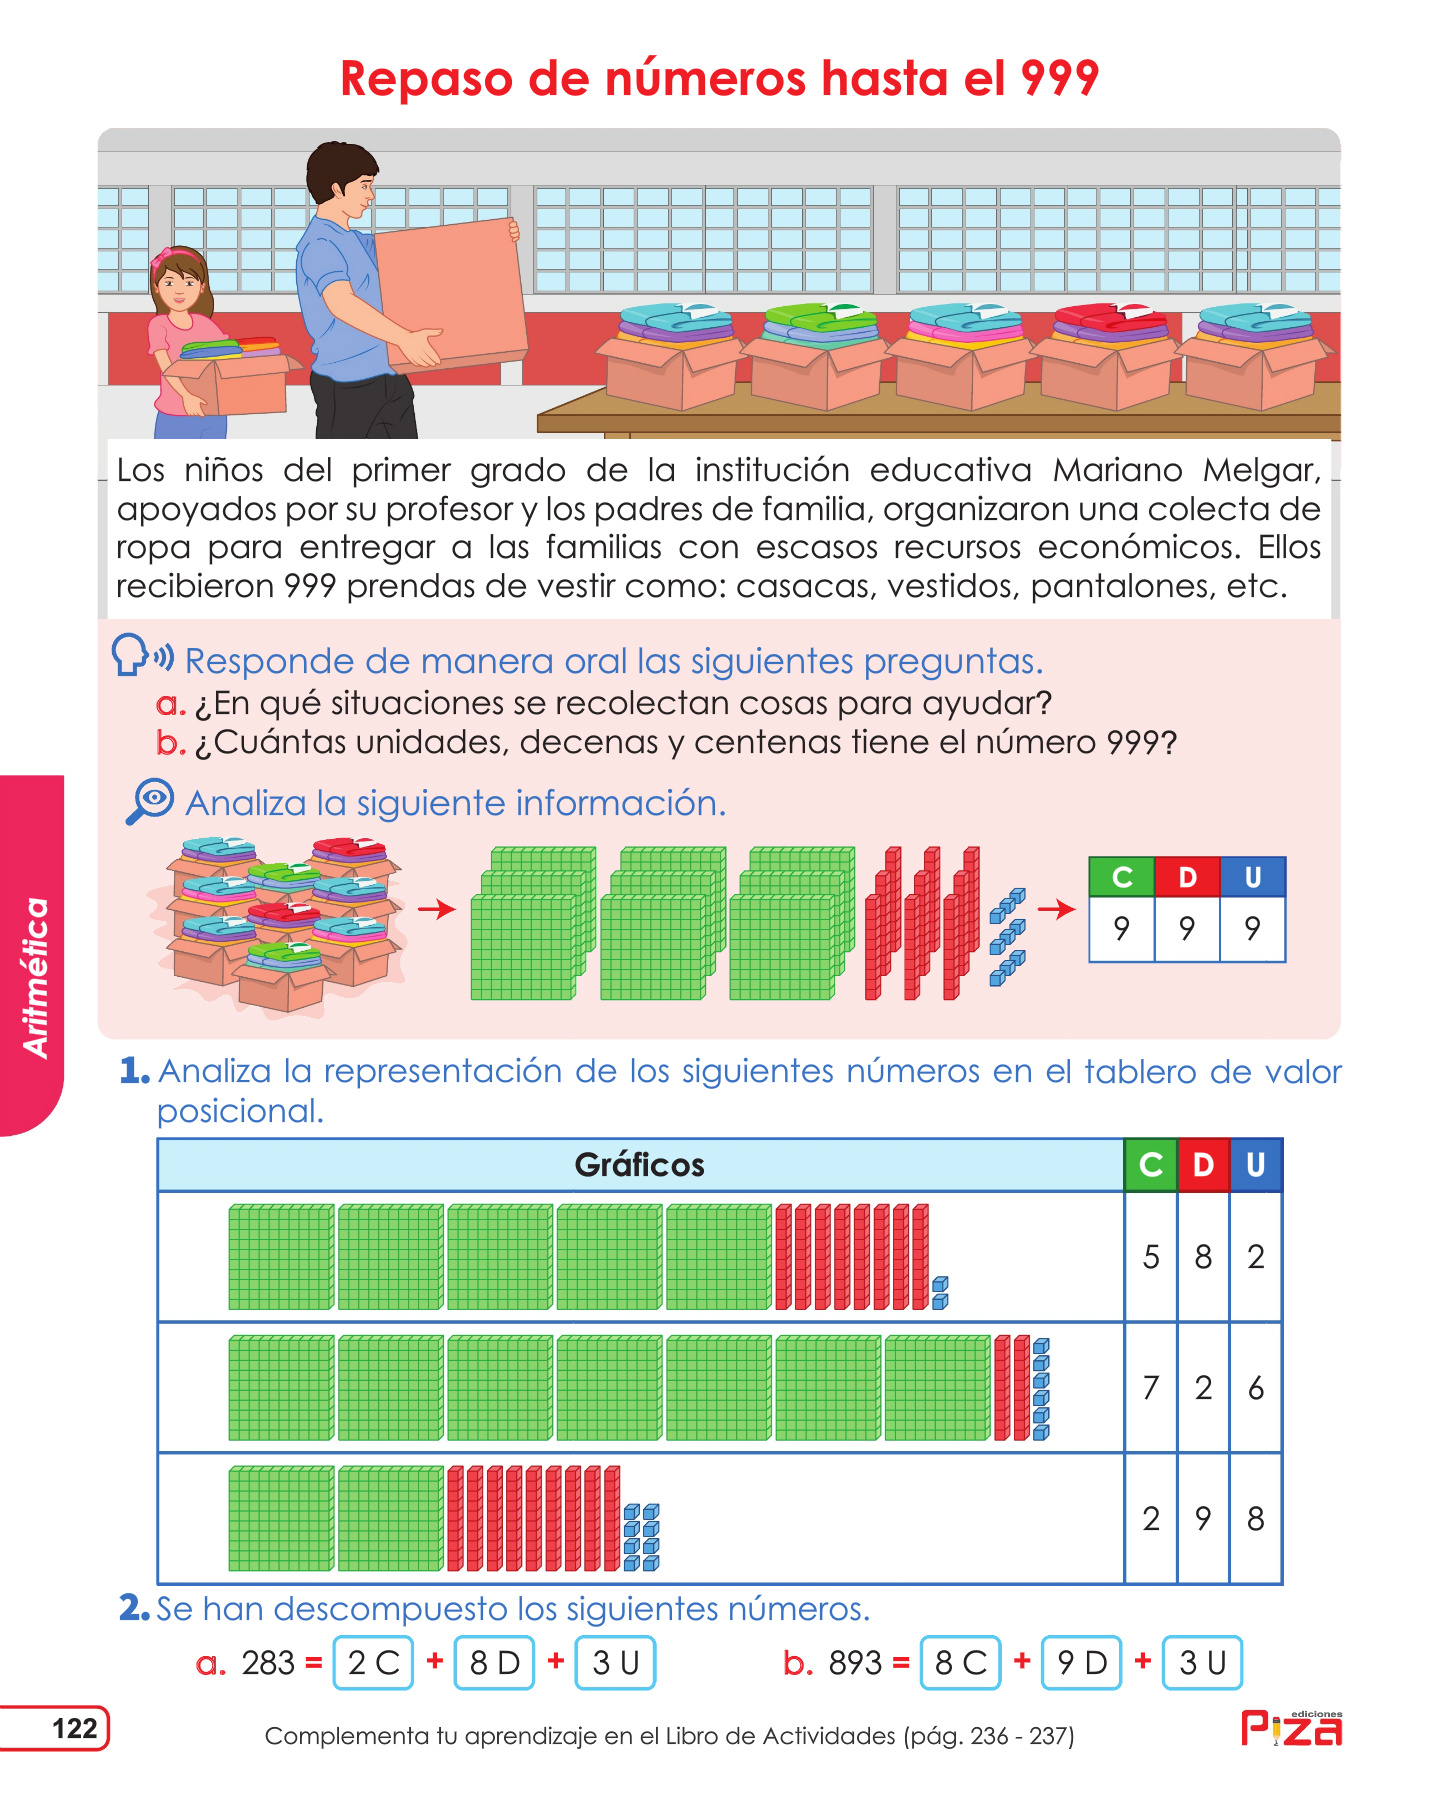 Repaso de números hasta el 999
Los niños del primer grado de la institución educativa Mariano Melgar,
apoyados por su profesor y los padres de familia, organizaron una colecta de
ropa para entregar a las familias con escasos recursos económicos. Ellos
recibieron 999 prendas de vestir como: casacas, vestidos, pantalones, etc.
Responde de manera oral las siguientes preguntas.
a. ¿En qué situaciones se recolectan cosas para ayudar?
b. ¿Cuántas unidades, decenas y centenas tiene el número 999?
Analiza la siguiente información.
C D U
9 9 9
Aritmética
1. Analiza la representación de los siguientes números en el tablero de valor
posicional.
Gráficos C D U
5 8 2
7 2 6
2 9 8
2. Se han descompuesto los siguientes números.
a. 283 = 2 C + 8 D + 3 U b. 893 = 8 C + 9 D + 3 U
122
Complementa tu aprendizaje en el Libro de Actividades (pág. 236 - 237)
ediciones
Piza